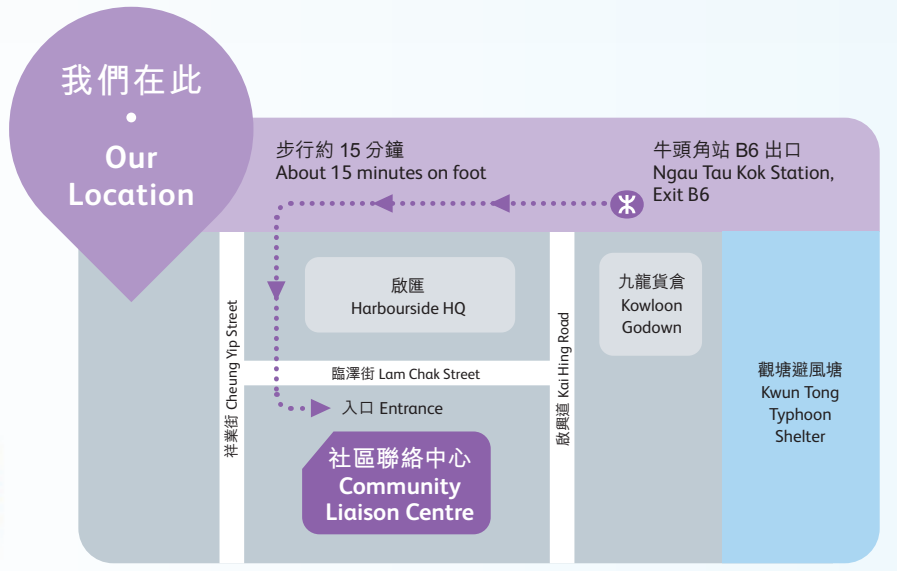 我們在此
•
Our
Location
步行約 15 分鐘
About 15 minutes on foot
牛頭角站 B6 出口
Ngau Tau Kok Station,
Exit B6
啟匯
Harbourside HQ
九龍貨倉
Kowloon
Godown
祥業街 Cheung Yip Street
臨澤街 Lam Chak Street
啟興道 Kai Hing Road
觀塘避風塘
Kwun Tong
Typhoon
Shelter
入口 Entrance
社區聯絡中心
Community
Liaison Centre